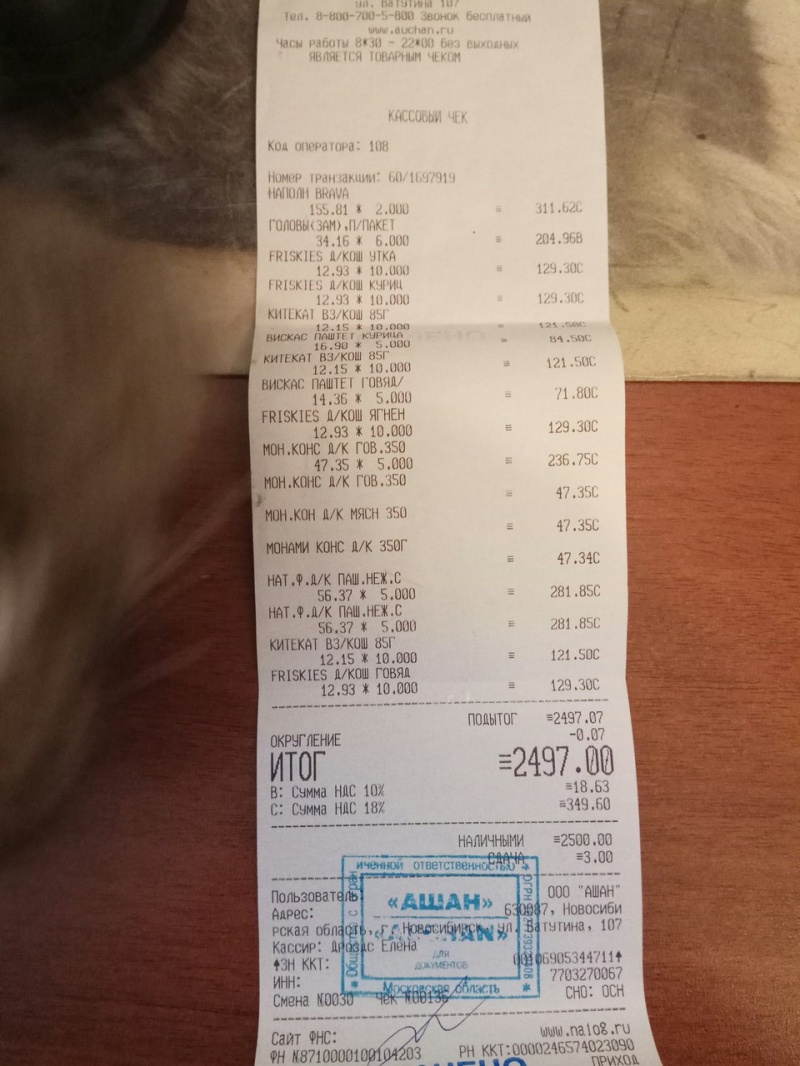 ул. Ватутина 107
Тел. 8-800-700-5-800 Звонок бесплатный
www.auchan.ru
Часы работы 8*30 - 22*00 без выходных
ЯВЛЯЕТСЯ ТОВАРНЫМ ЧЕКОМ
КАССОВЫЙ ЧЕК
Код оператора: 108
Номер транзакции: 60/1697919
НАПОЛН BRAVA
155.81 * 2.000 ≡ 311.62С
ГОЛОВЫ(ЗАМ),П/ПАКЕТ
34.16 * 6.000 ≡ 204.96В
FRISKIES Д/КОШ УТКА
12.93 * 10.000 ≡ 129.30С
FRISKIES Д/КОШ КУРИЦ
12.93 * 10.000 ≡ 129.30С
КИТЕКАТ ВЗ/КОШ 85Г
12.15 * 10.000 ≡ 121.50С
ВИСКАС ПАШТЕТ КУРИЦА
16.90 * 5.000 ≡ 84.50С
КИТЕКАТ ВЗ/КОШ 85Г
12.15 * 10.000 ≡ 121.50С
ВИСКАС ПАШТЕТ ГОВЯД/
14.36 * 5.000 ≡ 71.80С
FRISKIES Д/КОШ ЯГНЕН
12.93 * 10.000 ≡ 129.30С
МОН.КОНС Д/К ГОВ.350
47.35 * 5.000 ≡ 236.75С
МОН.КОНС Д/К ГОВ.350
≡ 47.35С
МОН.КОН Д/К МЯСН 350
≡ 47.35С
МОНАМИ КОНС Д/К 350Г
≡ 47.34С
НАТ.Ф.Д/К ПАШ.НЕЖ.С
56.37 * 5.000 ≡ 281.85С
НАТ.Ф.Д/К ПАШ.НЕЖ.С
56.37 * 5.000 ≡ 281.85С
КИТЕКАТ ВЗ/КОШ 85Г
12.15 * 10.000 ≡ 121.50С
FRISKIES Д/КОШ ГОВЯД
12.93 * 10.000 ≡ 129.30С
ПОДЫТОГ ≡2497.07
ОКРУГЛЕНИЕ -0.07
ИТОГ ≡2497.00
В: Сумма НДС 10% ≡18.63
С: Сумма НДС 18% ≡349.60
НАЛИЧНЫМИ ≡2500.00
СДАЧА ≡3.00
иченной ответственностью
Пользователь: ООО "АШАН"
«АШАН»
Адрес: 630087, Новосиби
рская область, г. Новосибирск, ул. Ватутина, 107
Кассир: Дроздс Елена
ДЛЯ
ДОКУМЕНТОВ
ЗН ККТ: 00106905344711
ИНН: 7703270067
Московская область
Смена N0030 Чек N00136 СНО: ОСН
Сайт ФНС: www.nalog.ru
ФН N8710000100104203 РН ККТ:0000246574023090
ПРИХОД